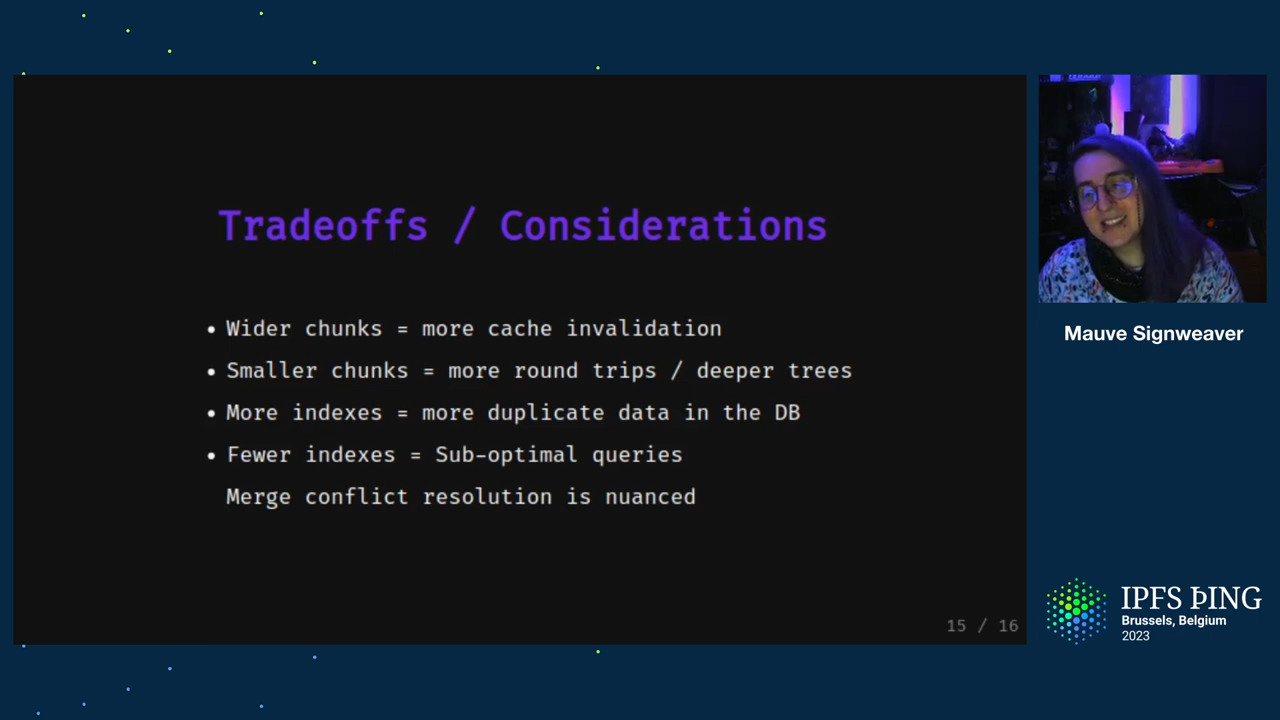 Tradeoffs / Considerations
• Wider chunks = more cache invalidation
• Smaller chunks = more round trips / deeper trees
• More indexes = more duplicate data in the DB
• Fewer indexes = Sub-optimal queries
Merge conflict resolution is nuanced
15 / 16
Mauve Signweaver
IPFS ÞING
Brussels, Belgium
2023